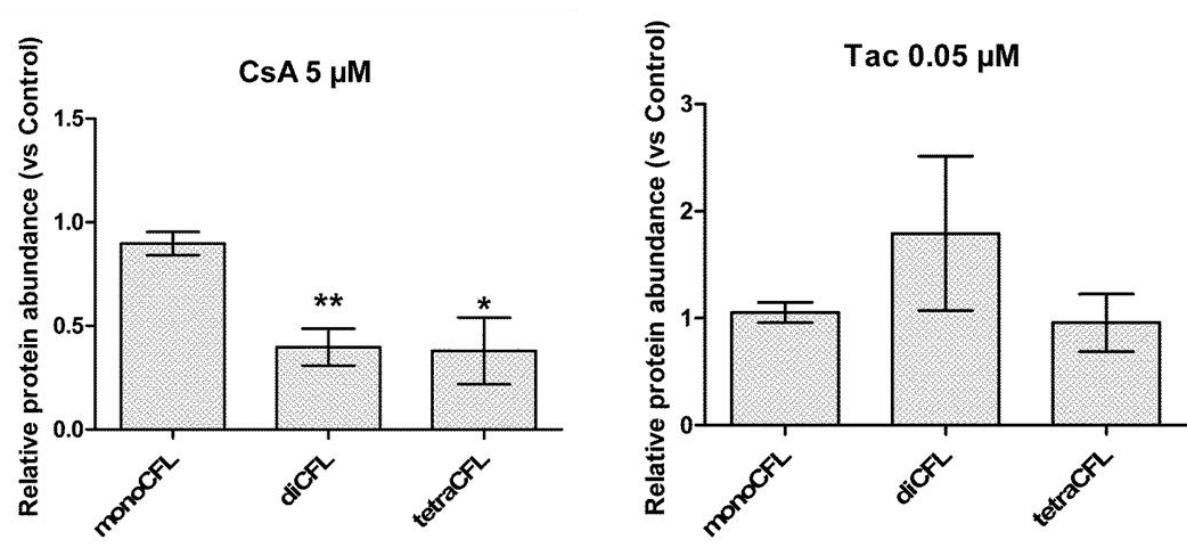 CsA 5 µM
Relative protein abundance (vs Control)
1.5
1.0
0.5
0.0
**
*
monoCFL
diCFL
tetraCFL
Tac 0.05 µM
Relative protein abundance (vs Control)
3
2
1
0
monoCFL
diCFL
tetraCFL